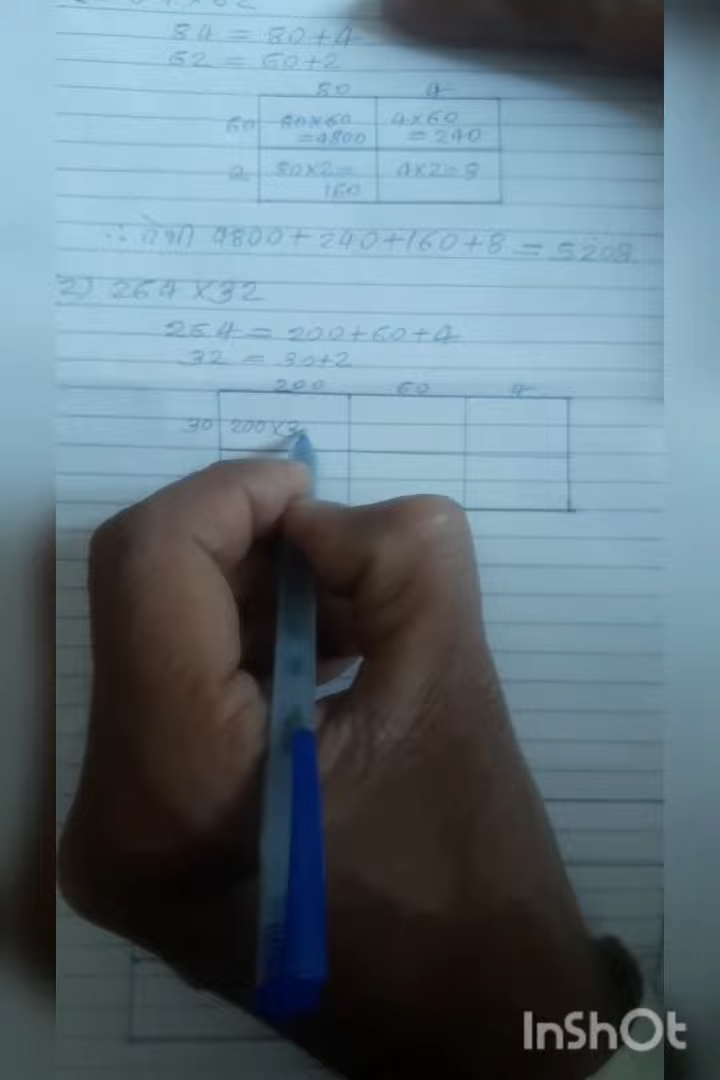 84 = 80+4
62 = 60+2
80 4
60 80×60 =4800 4×60 =240
2 80×2= 160 4×2=8
4800+240+160+8 = 5208
2) 264 ×32
264 = 200+60+4
32 = 30+2
200 60 4
30 200×3
InShOt